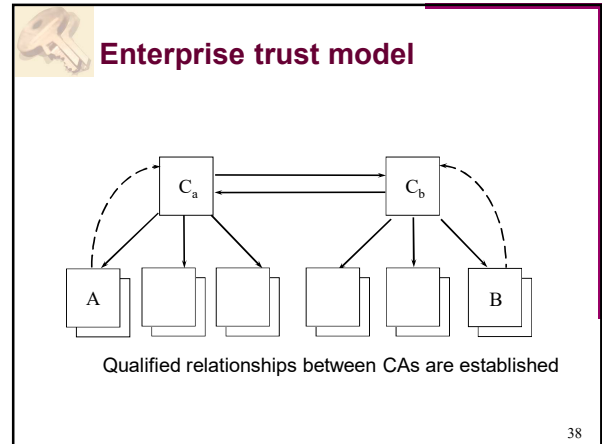 Enterprise trust model
Ca
Cb
A
B
Qualified relationships between CAs are established
38